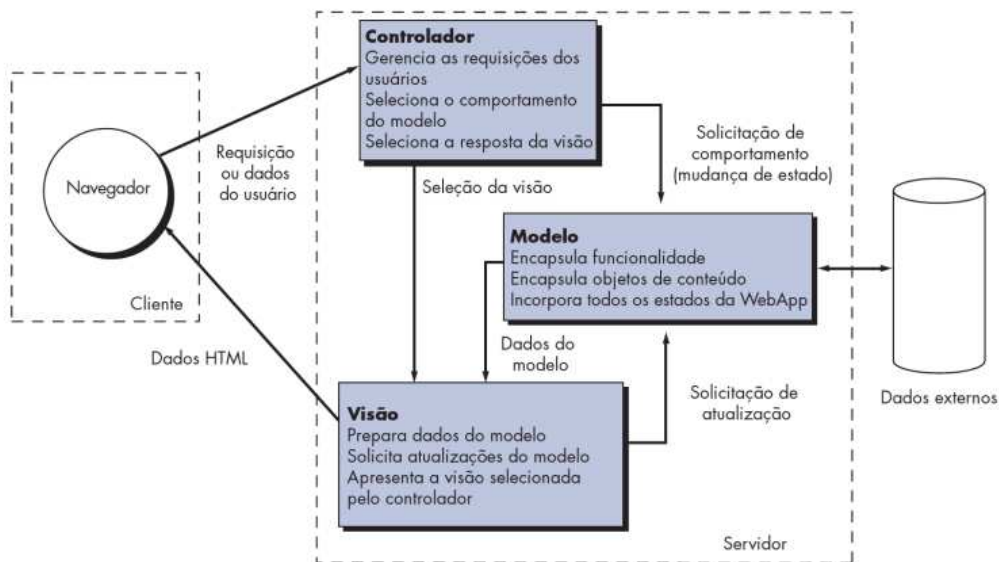 Controlador
Gerencia as requisições dos
usuários
Seleciona o comportamento
do modelo
Seleciona a resposta da visão
Navegador
Requisição
ou dados
do usuário
Seleção da visão
Solicitação de
comportamento
(mudança de estado)
Modelo
Encapsula funcionalidade
Encapsula objetos de conteúdo
Incorpora todos os estados da WebApp
Cliente
Dados HTML
Dados do
modelo
Solicitação de
atualização
Dados externos
Visão
Prepara dados do modelo
Solicita atualizações do modelo
Apresenta a visão selecionada
pelo controlador
Servidor